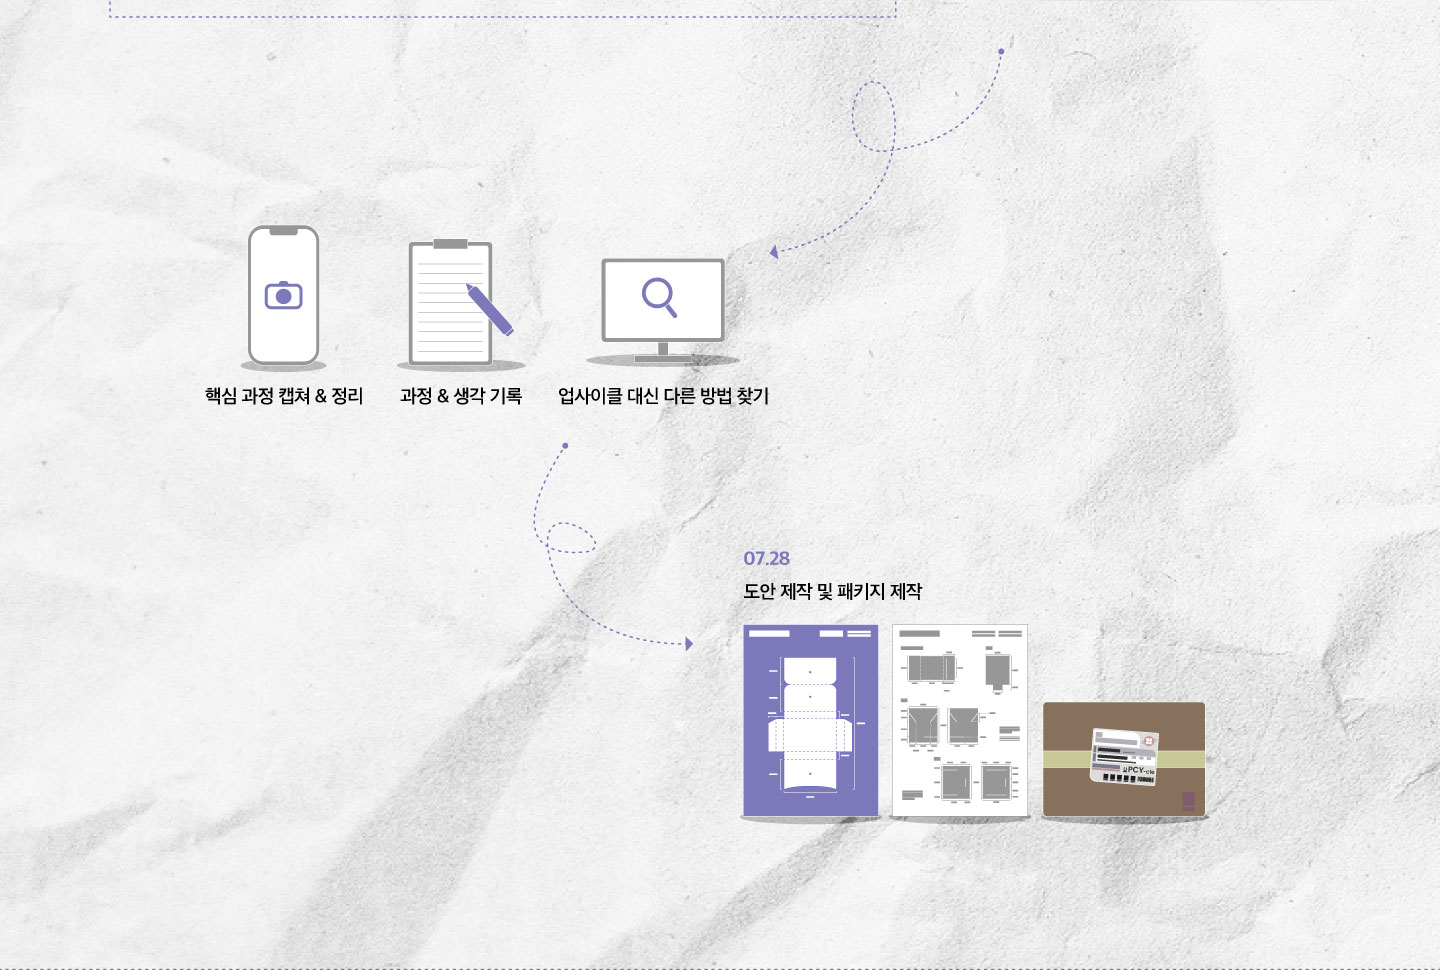 핵심 과정 캡쳐 & 정리
과정 & 생각 기록
업사이클 대신 다른 방법 찾기
07.28
도안 제작 및 패키지 제작
PCY-cle